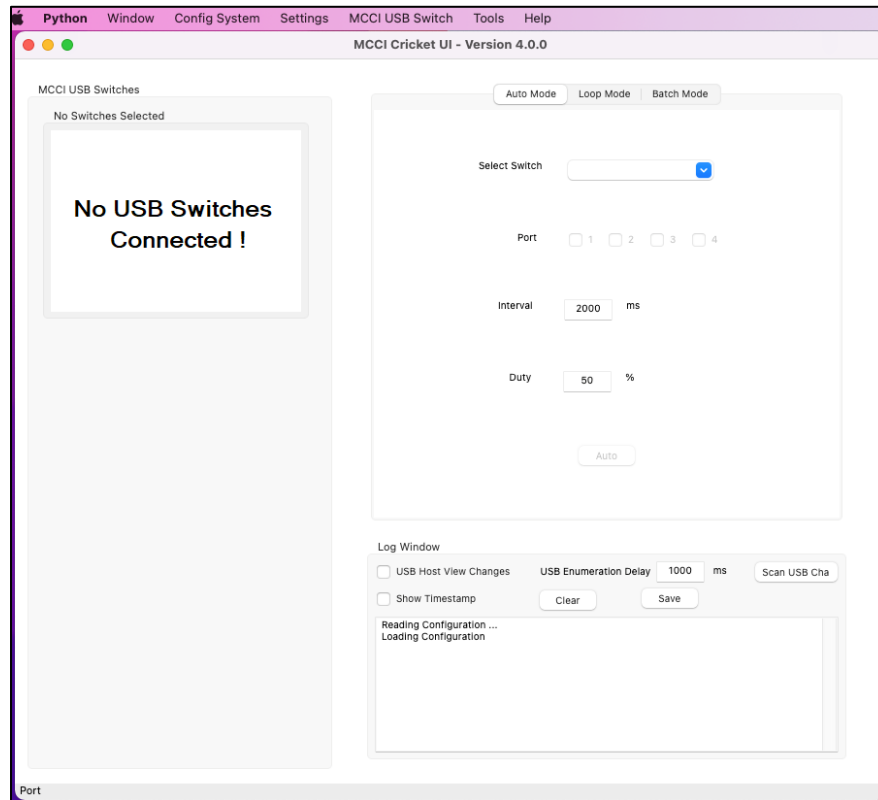 Python Window Config System Settings MCCI USB Switch Tools Help
MCCI Cricket UI - Version 4.0.0
MCCI USB Switches
No Switches Selected
No USB Switches
Connected !
Auto Mode Loop Mode Batch Mode
Select Switch
Port 1 2 3 4
Interval 2000 ms
Duty 50 %
Auto
Log Window
USB Host View Changes USB Enumeration Delay 1000 ms Scan USB Cha
Show Timestamp Clear Save
Reading Configuration ...
Loading Configuration
Port